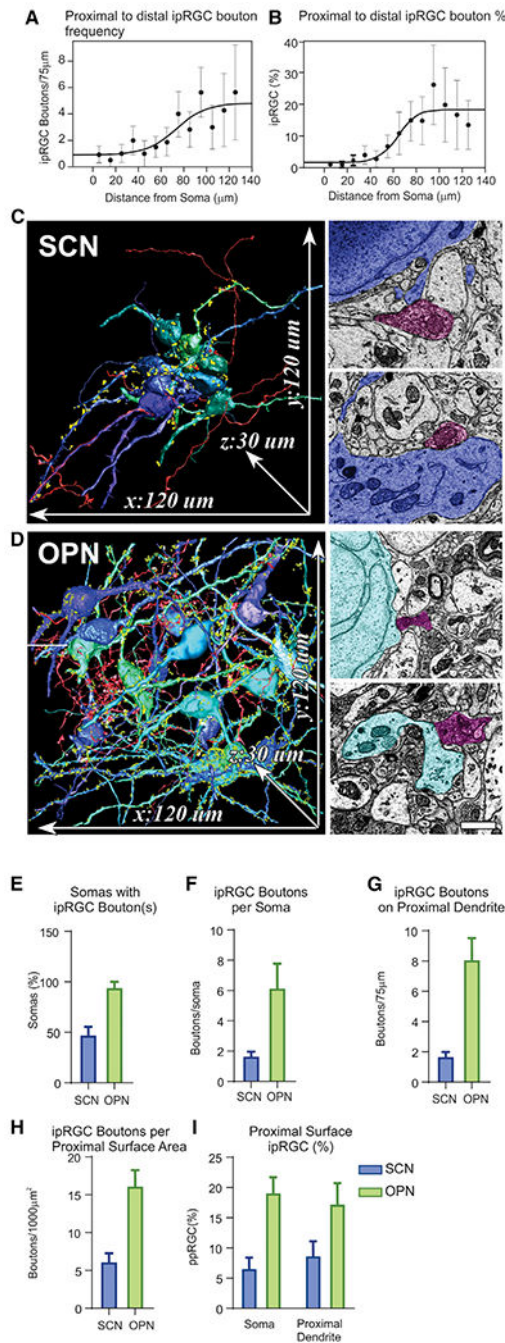 A
Proximal to distal ipRGC bouton
frequency
ipRGC Boutons/75µm
8
6
4
2
0
0 20 40 60 80 100 120 140
Distance from Soma (µm)
B
Proximal to distal ipRGC bouton %
ipRGC (%)
40
30
20
10
0
0 20 40 60 80 100 120 140
Distance from Soma (µm)
C
SCN
y:120 um
z:30 um
x:120 um
D
OPN
y:120 um
z:30 um
x:120 um
E
Somas with
ipRGC Bouton(s)
Somas (%)
150
100
50
0
SCN OPN
F
ipRGC Boutons
per Soma
Boutons/soma
10
8
6
4
2
0
SCN OPN
G
ipRGC Boutons
on Proximal Dendrite
Boutons/75µm
10
8
6
4
2
0
SCN OPN
H
ipRGC Boutons per
Proximal Surface Area
Boutons/1000µm²
20
15
10
5
0
SCN OPN
I
Proximal Surface
ipRGC (%)
ppRGC(%)
25
20
15
10
5
0
Soma
Proximal
Dendrite
SCN
OPN